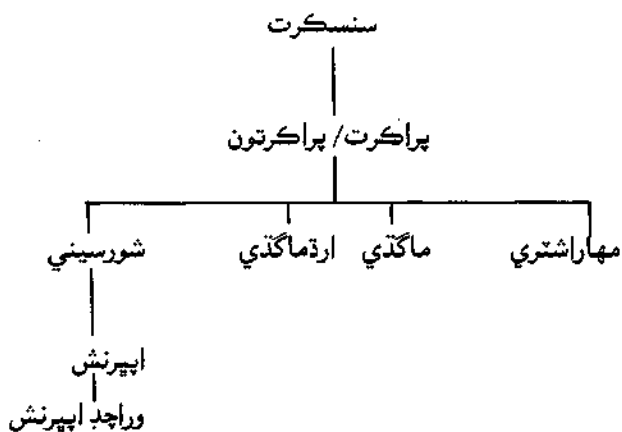 سنسڪرت
پراڪرت/ پراڪرتون
مهاراشٽري ماگڌي ارڌماگڌي شورسيني
اپڀرنش
وراچڊ اپڀرنش